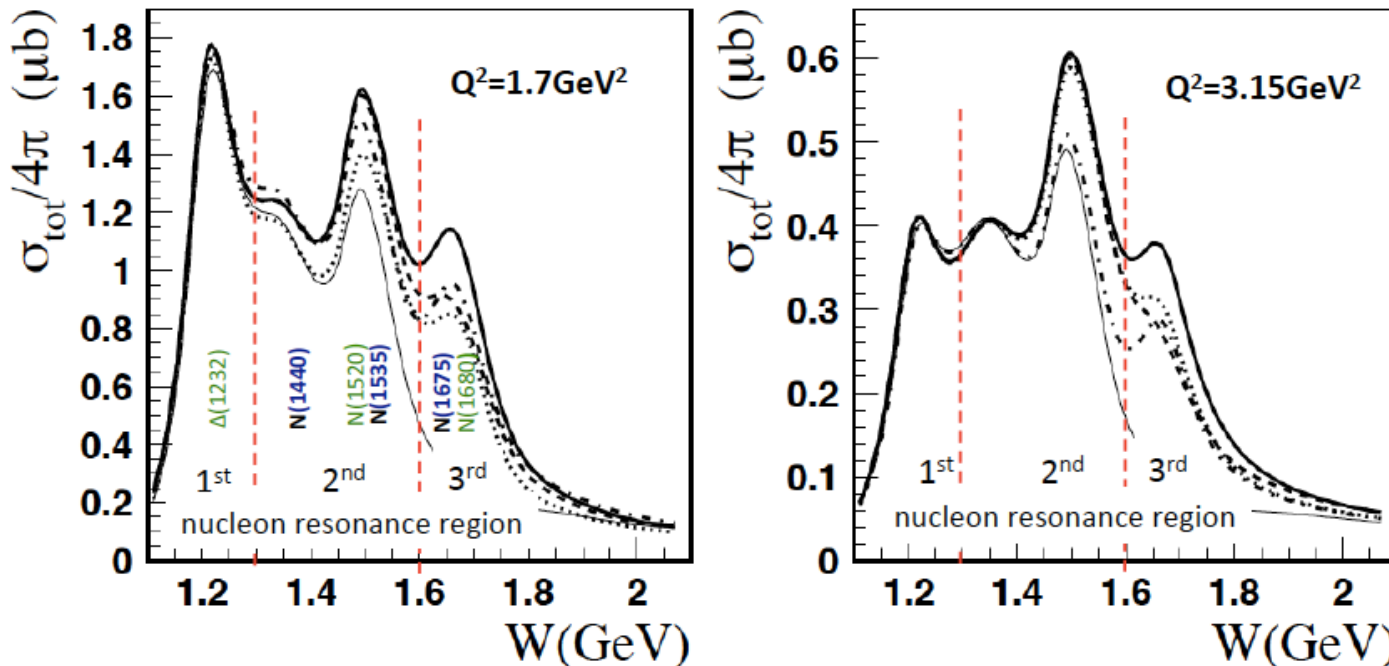 σtot/4π (μb)
1.8
1.6
1.4
1.2
1
0.8
0.6
0.4
0.2
0
Q²=1.7GeV²
Δ(1232)
N(1440)
N(1520)
N(1535)
N(1675)
N(1680)
1st
2nd
3rd
nucleon resonance region
1.2
1.4
1.6
1.8
2
W(GeV)
σtot/4π (μb)
0.6
0.5
0.4
0.3
0.2
0.1
0
Q²=3.15GeV²
1st
2nd
3rd
nucleon resonance region
1.2
1.4
1.6
1.8
2
W(GeV)